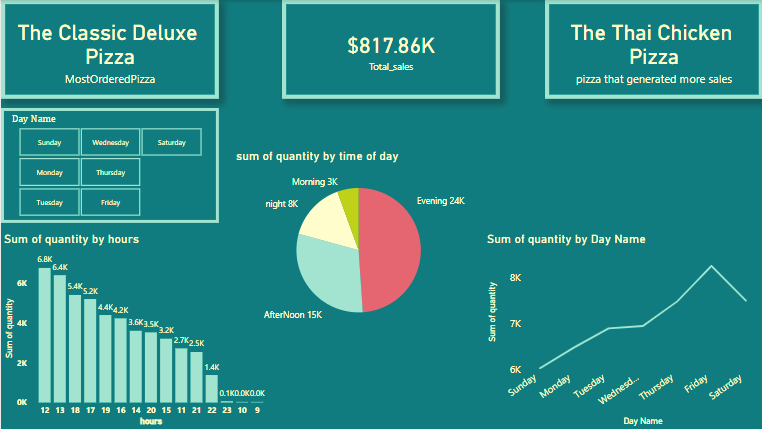 The Classic Deluxe
Pizza
MostOrderedPizza
$817.86K
Total_sales
The Thai Chicken
Pizza
pizza that generated more sales
Day Name
Sunday Wednesday Saturday
Monday Thursday
Tuesday Friday
sum of quantity by time of day
Morning 3K
night 8K
Evening 24K
AfterNoon 15K
Sum of quantity by hours
Sum of quantity
6K
4K
2K
0K
6.8K 6.4K 5.4K 5.2K 4.4K 4.2K 3.6K 3.5K 3.2K 2.7K 2.5K 1.4K 0.1K 0.0K 0.0K
12 13 18 17 19 16 14 20 15 11 21 22 23 10 9
hours
Sum of quantity by Day Name
Sum of quantity
8K
7K
6K
Sunday Monday Tuesday Wednesd... Thursday Friday Saturday
Day Name